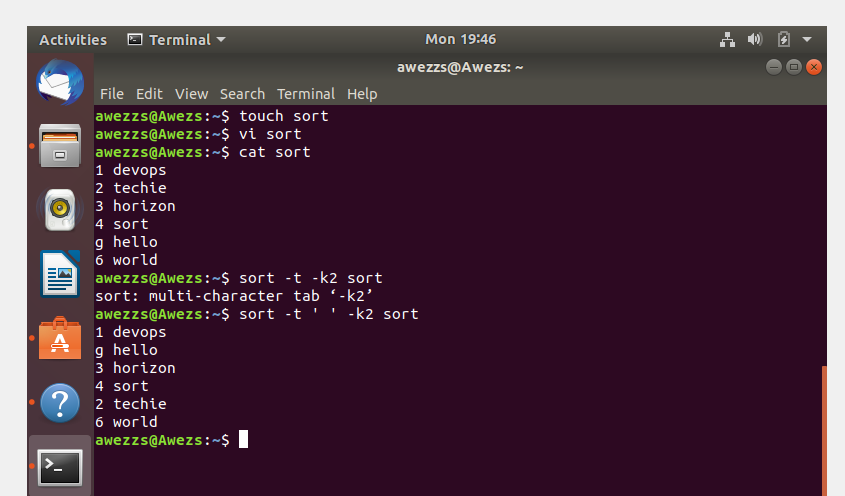 Activities Terminal Mon 19:46
awezzs@Awezs: ~
File Edit View Search Terminal Help
awezzs@Awezs:~$ touch sort
awezzs@Awezs:~$ vi sort
awezzs@Awezs:~$ cat sort
1 devops
2 techie
3 horizon
4 sort
g hello
6 world
awezzs@Awezs:~$ sort -t -k2 sort
sort: multi-character tab ‘-k2’
awezzs@Awezs:~$ sort -t ' ' -k2 sort
1 devops
g hello
3 horizon
4 sort
2 techie
6 world
awezzs@Awezs:~$